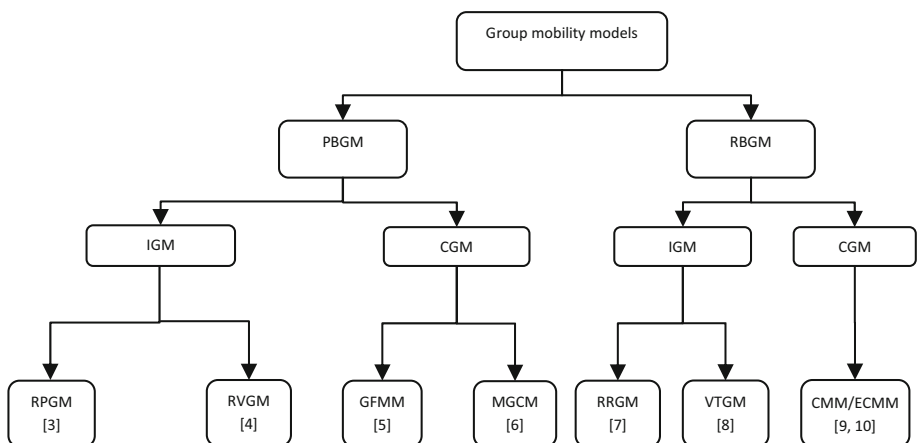 Group mobility models
PBGM
RBGM
IGM
CGM
IGM
CGM
RPGM
[3]
RVGM
[4]
GFMM
[5]
MGCM
[6]
RRGM
[7]
VTGM
[8]
CMM/ECMM
[9, 10]